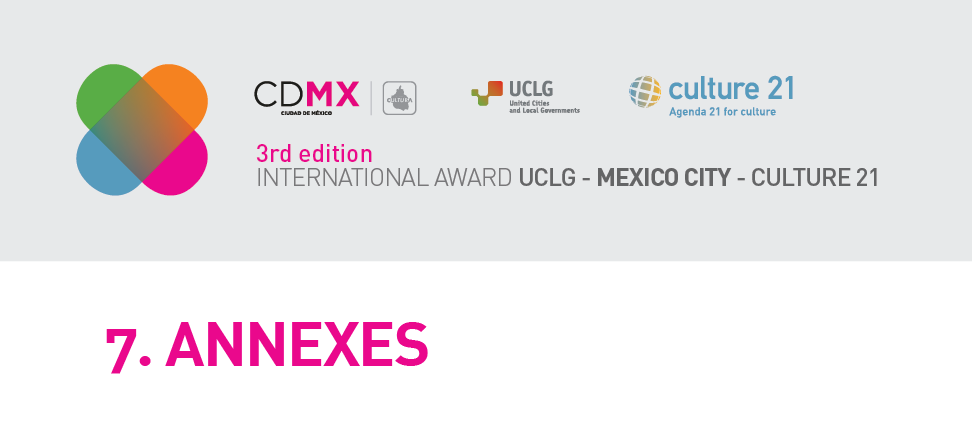 CDMX
CIUDAD DE MÉXICO
CULTURA
UCLG
United Cities
and Local Governments
culture 21
Agenda 21 for culture
3rd edition
INTERNATIONAL AWARD UCLG - MEXICO CITY - CULTURE 21
7. ANNEXES